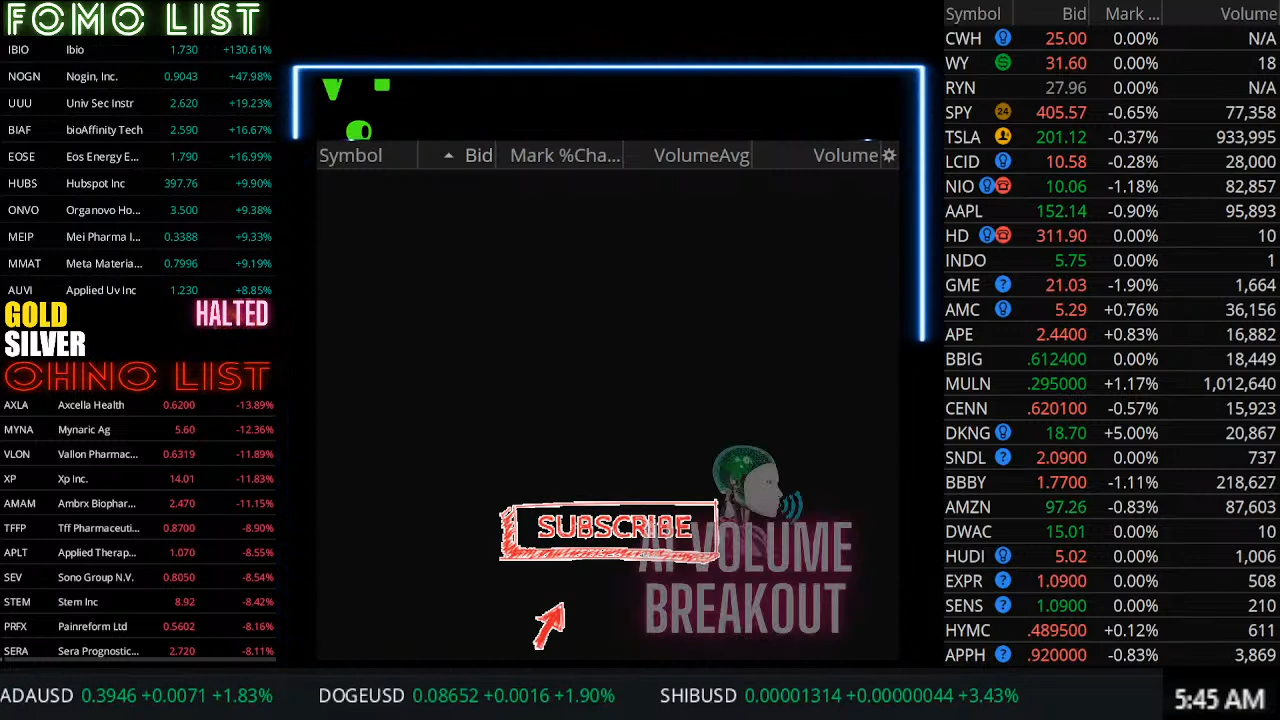 FOMO LIST
IBIO Ibio 1.730 +130.61%
NOGN Nogin, Inc. 0.9043 +47.98%
UUU Univ Sec Instr 2.620 +19.23%
BIAF bioAffinity Tech 2.590 +16.67%
EOSE Eos Energy E... 1.790 +16.99%
HUBS Hubspot Inc 397.76 +9.90%
ONVO Organovo Ho... 3.500 +9.38%
MEIP Mei Pharma I... 0.3388 +9.33%
MMAT Meta Materia... 0.7996 +9.19%
AUVI Applied Uv Inc 1.230 +8.85%
GOLD HALTED
SILVER
OHNO LIST
AXLA Axcella Health 0.6200 -13.89%
MYNA Mynaric Ag 5.60 -12.36%
VLON Vallon Pharmac... 0.6319 -11.89%
XP Xp Inc. 14.01 -11.83%
AMAM Ambrx Biophar... 2.470 -11.15%
TFFP Tff Pharmaceuti... 0.8700 -8.90%
APLT Applied Therap... 1.070 -8.55%
SEV Sono Group N.V. 0.8050 -8.54%
STEM Stem Inc 8.92 -8.42%
PRFX Painreform Ltd 0.5602 -8.16%
SERA Sera Prognostic... 2.720 -8.11%
Symbol Bid Mark %Cha... VolumeAvg Volume
SUBSCRIBE
AI VOLUME
BREAKOUT
Symbol Bid Mark ... Volume
CWH 25.00 0.00% N/A
WY 31.60 0.00% 18
RYN 27.96 0.00% N/A
SPY 24 405.57 -0.65% 77,358
TSLA 201.12 -0.37% 933,995
LCID 10.58 -0.28% 28,000
NIO 10.06 -1.18% 82,857
AAPL 152.14 -0.90% 95,893
HD 311.90 0.00% 10
INDO 5.75 0.00% 1
GME ? 21.03 -1.90% 1,664
AMC 5.29 +0.76% 36,156
APE 2.4400 +0.83% 16,882
BBIG .612400 0.00% 18,449
MULN .295000 +1.17% 1,012,640
CENN .620100 -0.57% 15,923
DKNG 18.70 +5.00% 20,867
SNDL ? 2.0900 0.00% 737
BBBY 1.7700 -1.11% 218,627
AMZN 97.26 -0.83% 87,603
DWAC 15.01 0.00% 10
HUDI 5.02 0.00% 1,006
EXPR ? 1.0900 0.00% 508
SENS ? 1.0900 0.00% 210
HYMC .489500 +0.12% 611
APPH ? .920000 -0.83% 3,869
ADAUSD 0.3946 +0.0071 +1.83% DOGEUSD 0.08652 +0.0016 +1.90% SHIBUSD 0.00001314 +0.00000044 +3.43%
5:45 AM